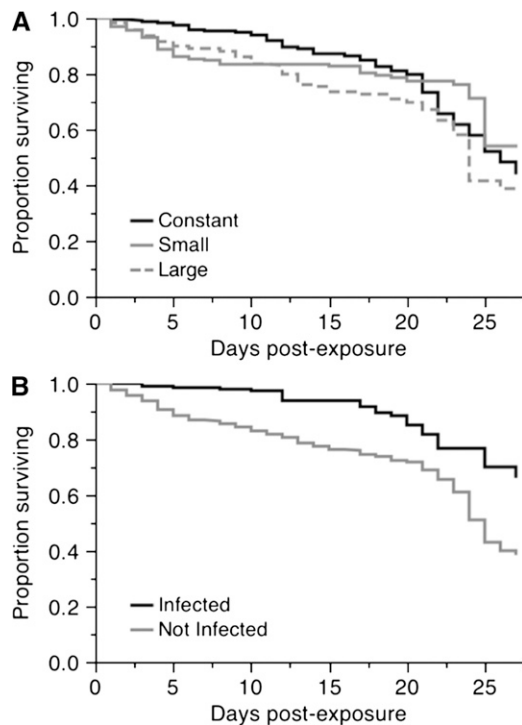 A
Proportion surviving
1.0
0.8
0.6
0.4
0.2
0.0
Constant
Small
Large
0 5 10 15 20 25
Days post-exposure
B
Proportion surviving
1.0
0.8
0.6
0.4
0.2
0.0
Infected
Not Infected
0 5 10 15 20 25
Days post-exposure